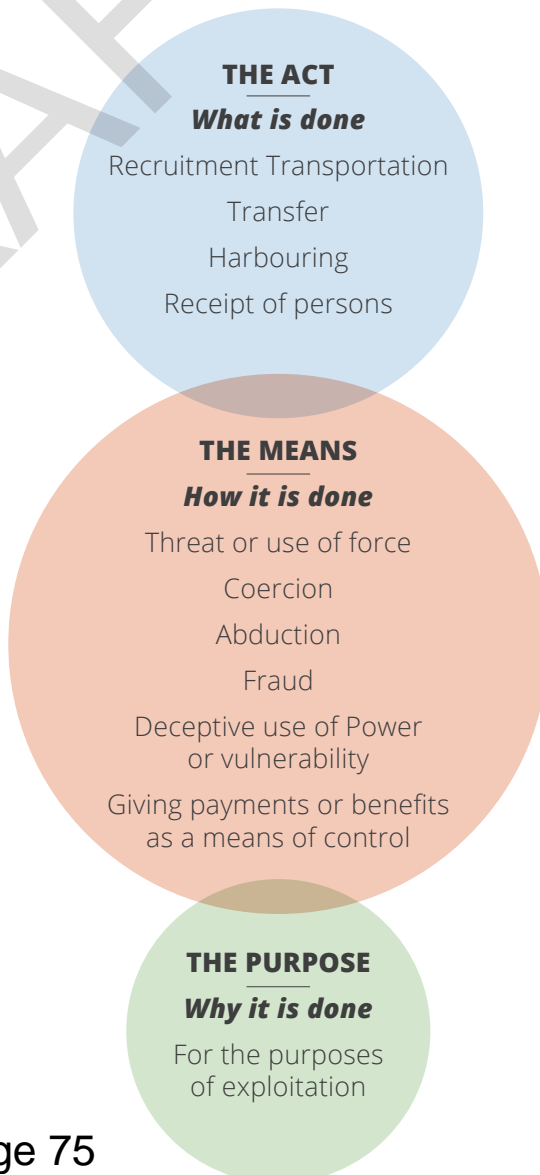 THE ACT
What is done
Recruitment Transportation
Transfer
Harbouring
Receipt of persons
THE MEANS
How it is done
Threat or use of force
Coercion
Abduction
Fraud
Deceptive use of Power
or vulnerability
Giving payments or benefits
as a means of control
THE PURPOSE
Why it is done
For the purposes
of exploitation
75